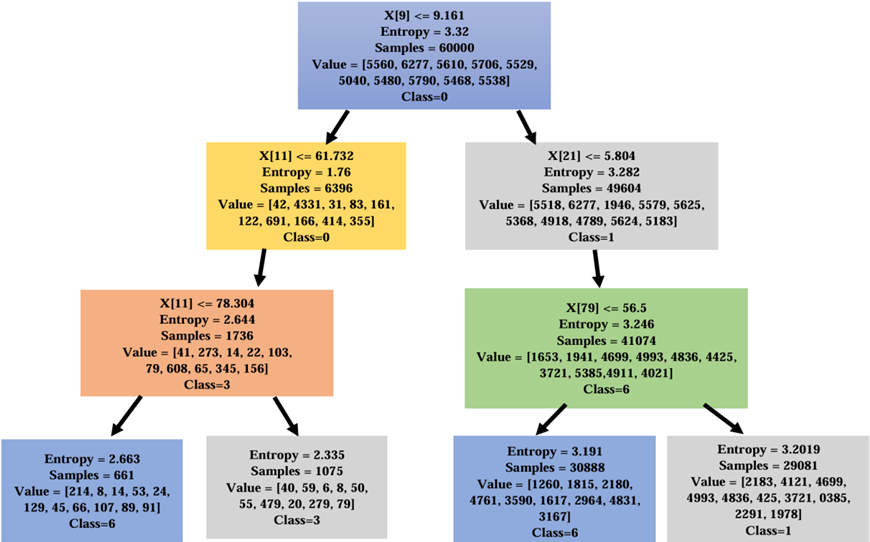 X[9] <= 9.161
Entropy = 3.32
Samples = 60000
Value = [5560, 6277, 5610, 5706, 5529,
5040, 5480, 5790, 5468, 5538]
Class=0
X[11] <= 61.732
Entropy = 1.76
Samples = 6396
Value = [42, 4331, 31, 83, 161,
122, 691, 166, 414, 355]
Class=0
X[21] <= 5.804
Entropy = 3.282
Samples = 49604
Value = [5518, 6277, 1946, 5579, 5625,
5368, 4918, 4789, 5624, 5183]
Class=1
X[11] <= 78.304
Entropy = 2.644
Samples = 1736
Value = [41, 273, 14, 22, 103,
79, 608, 65, 345, 156]
Class=3
X[79] <= 56.5
Entropy = 3.246
Samples = 41074
Value = [1653, 1941, 4699, 4993, 4836, 4425,
3721, 5385,4911, 4021]
Class=6
Entropy = 2.663
Samples = 661
Value = [214, 8, 14, 53, 24,
129, 45, 66, 107, 89, 91]
Class=6
Entropy = 2.335
Samples = 1075
Value = [40, 59, 6, 8, 50,
55, 479, 20, 279, 79]
Class=3
Entropy = 3.191
Samples = 30888
Value = [1260, 1815, 2180,
4761, 3590, 1617, 2964, 4831,
3167]
Class=6
Entropy = 3.2019
Samples = 29081
Value = [2183, 4121, 4699,
4993, 4836, 425, 3721, 0385,
2291, 1978]
Class=1